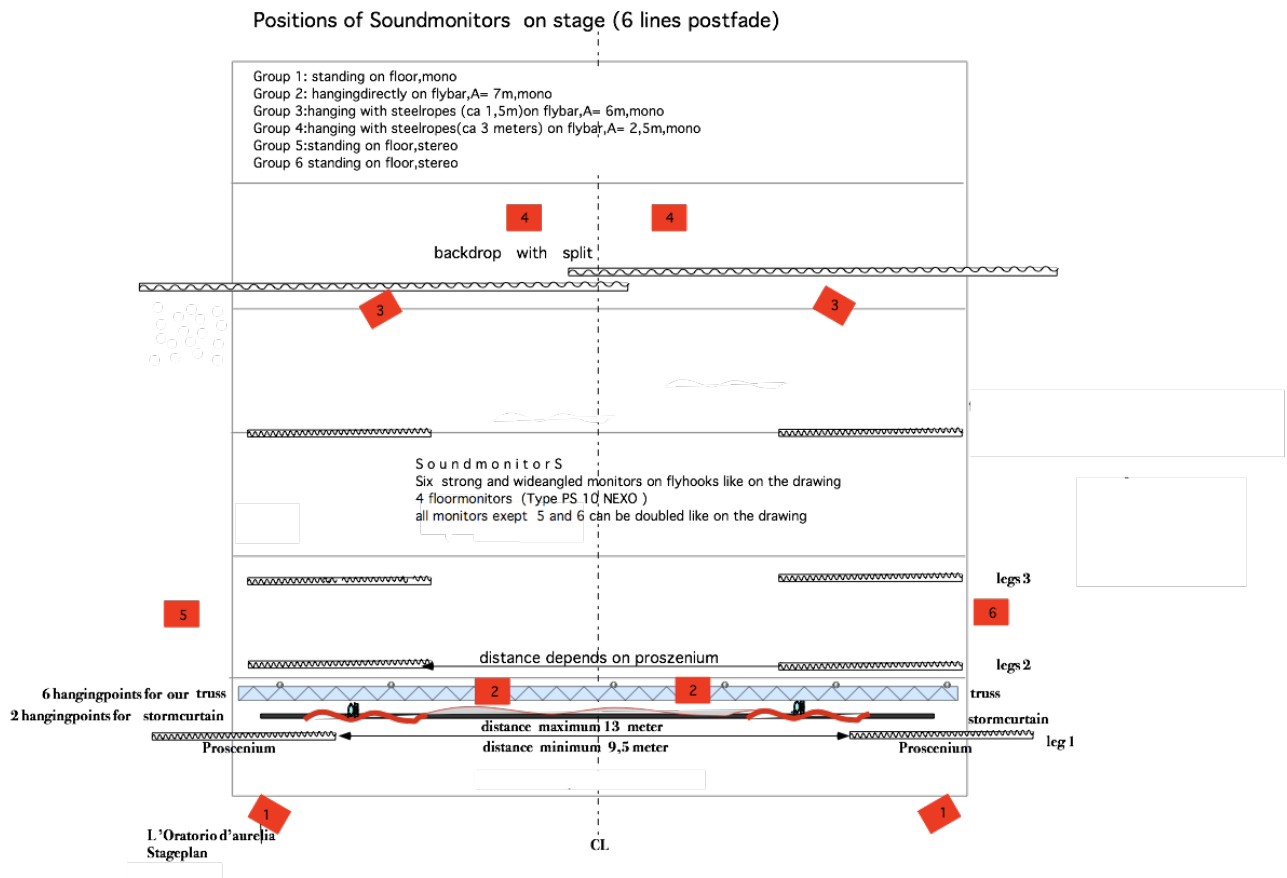 Positions of Soundmonitors on stage (6 lines postfade)
Group 1: standing on floor,mono
Group 2: hangingdirectly on flybar,A= 7m,mono
Group 3:hanging with steelropes (ca 1,5m)on flybar,A= 6m,mono
Group 4:hanging with steelropes(ca 3 meters) on flybar,A= 2,5m,mono
Group 5:standing on floor,stereo
Group 6 standing on floor,stereo
4
4
backdrop with split
3
3
SoundmonitorS
Six strong and wideangled monitors on flyhooks like on the drawing
4 floormonitors (Type PS 10 NEXO )
all monitors exept 5 and 6 can be doubled like on the drawing
legs 3
5
6
distance depends on proszenium
legs 2
6 hangingpoints for our truss
2
2
truss
2 hangingpoints for stormcurtain
stormcurtain
distance maximum 13 meter
Proscenium
distance minimum 9,5 meter
Proscenium
leg 1
1
1
L'Oratorio d'aurelia
Stageplan
CL